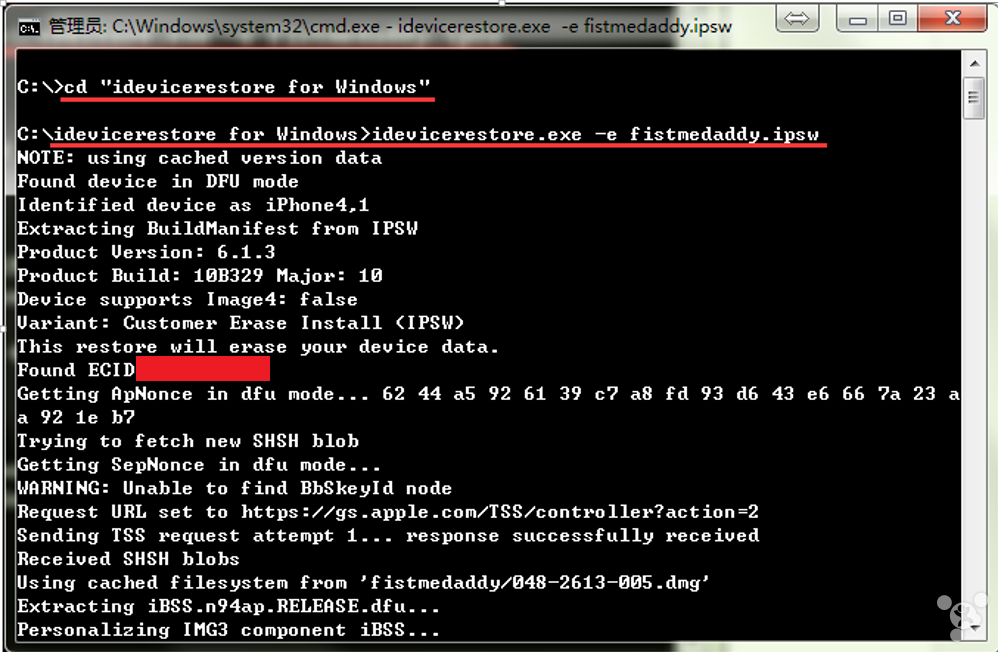 管理员: C:\Windows\system32\cmd.exe - idevicerestore.exe  -e fistmedaddy.ipsw
C:\>cd "idevicerestore for Windows"
C:\idevicerestore for Windows>idevicerestore.exe -e fistmedaddy.ipsw
NOTE: using cached version data
Found device in DFU mode
Identified device as iPhone4,1
Extracting BuildManifest from IPSW
Product Version: 6.1.3
Product Build: 10B329 Major: 10
Device supports Image4: false
Variant: Customer Erase Install (IPSW)
This restore will erase your device data.
Found ECID
Getting ApNonce in dfu mode... 62 44 a5 92 61 39 c7 a8 fd 93 d6 43 e6 66 7a 23 a
a 92 1e b7
Trying to fetch new SHSH blob
Getting SepNonce in dfu mode...
WARNING: Unable to find BbSkeyId node
Request URL set to https://gs.apple.com/TSS/controller?action=2
Sending TSS request attempt 1... response successfully received
Received SHSH blobs
Using cached filesystem from 'fistmedaddy/048-2613-005.dmg'
Extracting iBSS.n94ap.RELEASE.dfu...
Personalizing IMG3 component iBSS...